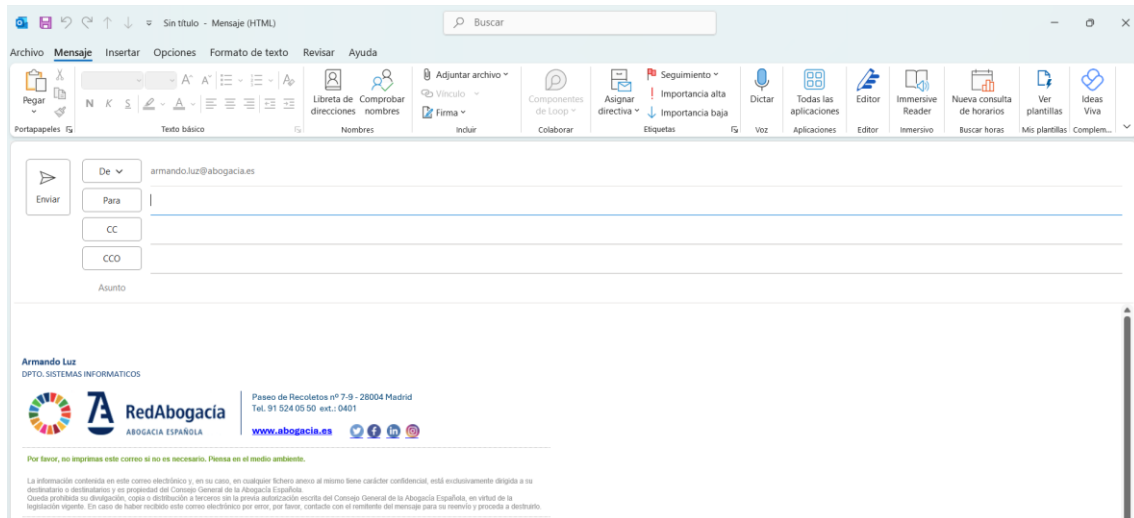 Sin título - Mensaje (HTML)
Buscar
Archivo Mensaje Insertar Opciones Formato de texto Revisar Ayuda
Pegar
N K S
Libreta de direcciones
Comprobar nombres
Adjuntar archivo
Vínculo
Firma
Componentes de Loop
Asignar directiva
Seguimiento
Importancia alta
Importancia baja
Dictar
Todas las aplicaciones
Editor
Immersive Reader
Nueva consulta de horarios
Ver plantillas
Ideas Viva
Portapapeles Texto básico Nombres Incluir Colaborar Etiquetas Voz Aplicaciones Editor Inmersivo Buscar horas Mis plantillas Complem...
Enviar
De armando.luz@abogacia.es
Para
CC
CCO
Asunto
Armando Luz
DPTO. SISTEMAS INFORMATICOS
RedAbogacía
ABOGACIA ESPAÑOLA
Paseo de Recoletos nº 7-9 - 28004 Madrid
Tel. 91 524 05 50 ext.: 0401
www.abogacia.es
Por favor, no imprimas este correo si no es necesario. Piensa en el medio ambiente.
La información contenida en este correo electrónico y, en su caso, en cualquier fichero anexo al mismo tiene carácter confidencial, está exclusivamente dirigida a su
destinatario o destinatarios y es propiedad del Consejo General de la Abogacía Española
Queda prohibida su divulgación, copia o distribución a terceros sin la previa autorización escrita del Consejo General de la Abogacía Española, en virtud de la
legislación vigente. En caso de haber recibido este correo electrónico por error, por favor, contacte con el remitente del mensaje para su reenvío y proceda a destruirlo.